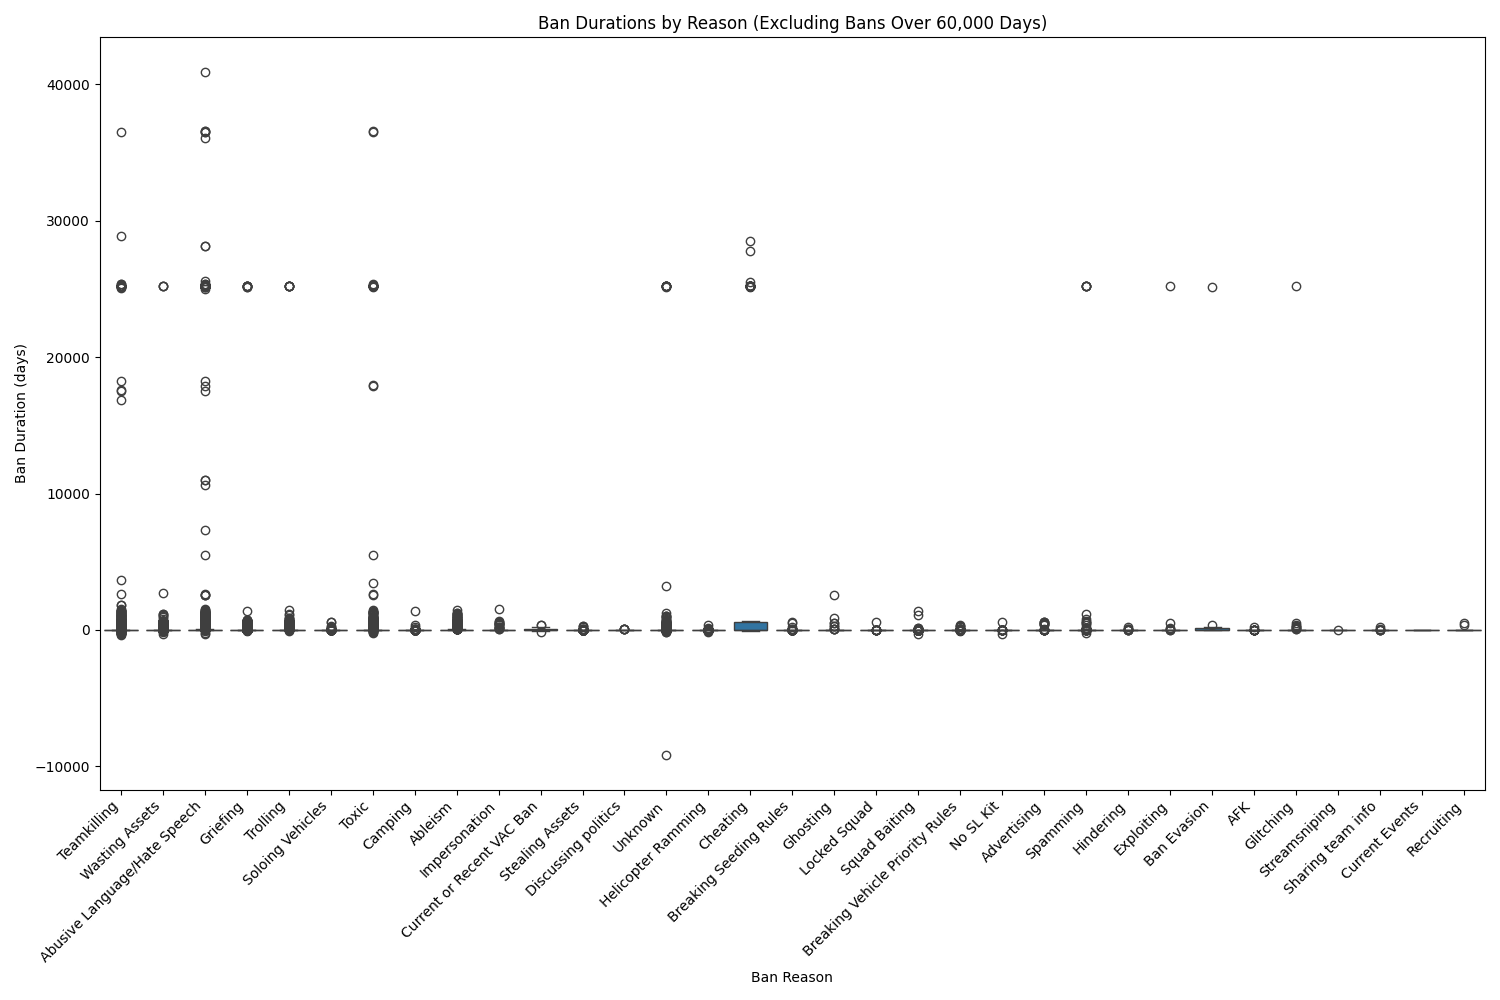 Ban Durations by Reason (Excluding Bans Over 60,000 Days)
Ban Duration (days)
40000
30000
20000
10000
0
−10000
Teamkilling
Wasting Assets
Abusive Language/Hate Speech
Griefing
Trolling
Soloing Vehicles
Toxic
Camping
Ableism
Impersonation
Current or Recent VAC Ban
Stealing Assets
Discussing politics
Unknown
Helicopter Ramming
Cheating
Breaking Seeding Rules
Ghosting
Locked Squad
Squad Baiting
Breaking Vehicle Priority Rules
No SL Kit
Advertising
Spamming
Hindering
Exploiting
Ban Evasion
AFK
Glitching
Streamsniping
Sharing team info
Current Events
Recruiting
Ban Reason